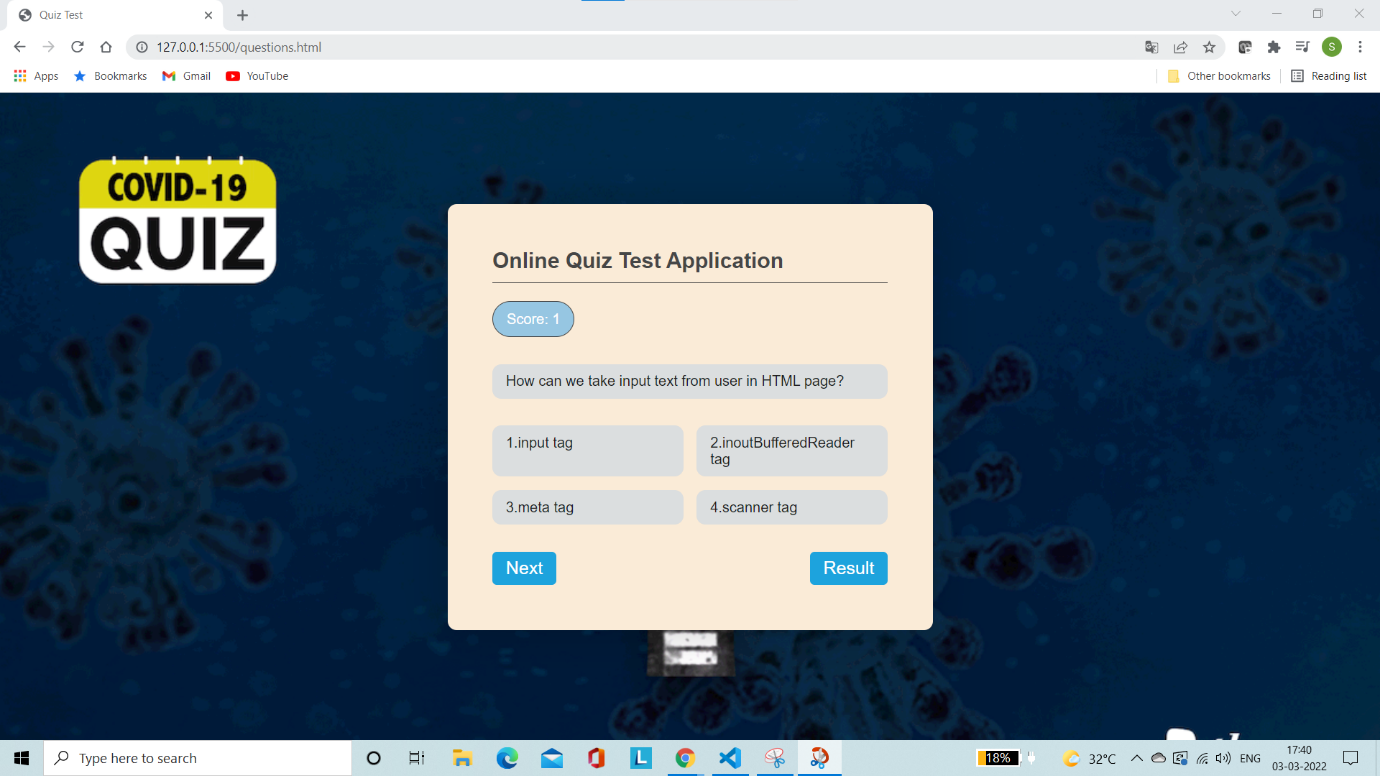 Quiz Test
127.0.0.1:5500/questions.html
S
Apps
Bookmarks
Gmail
YouTube
Other bookmarks
Reading list
COVID-19
QUIZ
Online Quiz Test Application
Score: 1
How can we take input text from user in HTML page?
1.input tag
2.inoutBufferedReader
tag
3.meta tag
4.scanner tag
Next
Result
Type here to search
L
18%
32°C
ENG
17:40
03-03-2022